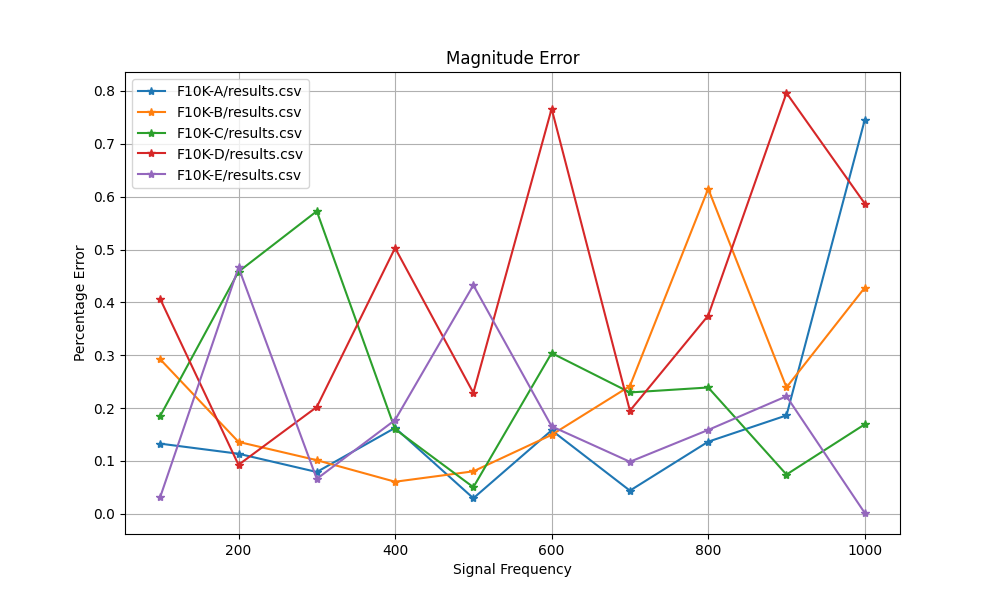 Magnitude Error
F10K-A/results.csv
F10K-B/results.csv
F10K-C/results.csv
F10K-D/results.csv
F10K-E/results.csv
Percentage Error
0.8
0.7
0.6
0.5
0.4
0.3
0.2
0.1
0.0
200 400 600 800 1000
Signal Frequency